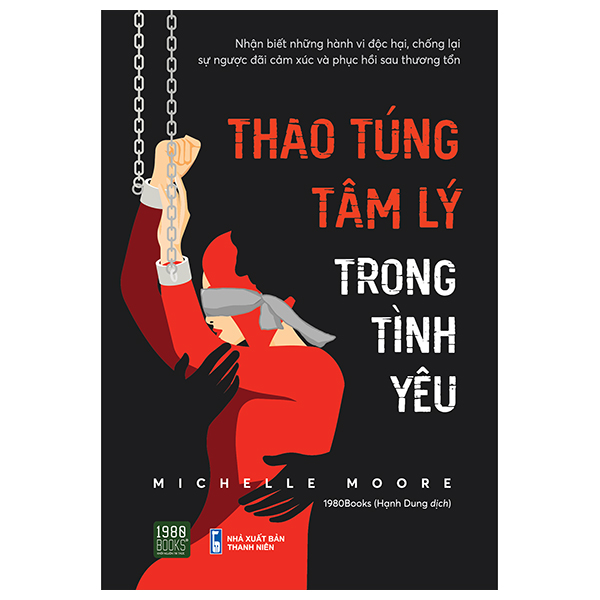 Nhận biết những hành vi độc hại, chống lại
sự ngược đãi cảm xúc và phục hồi sau thương tổn
THAO TÚNG
TÂM LÝ
TRONG
TÌNH
YÊU
MICHELLE MOORE
1980Books (Hạnh Dung dịch)
1980
BOOKS
NHÀ XUẤT BẢN
THANH NIÊN